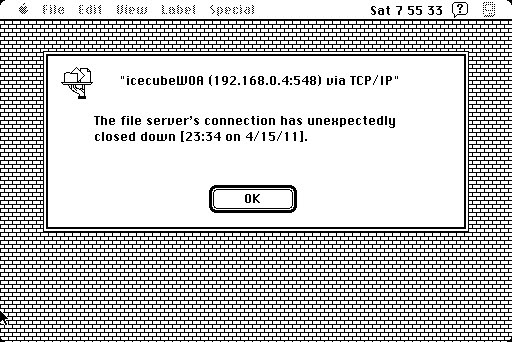 File Edit View Label Special Sat 7 55 33
"icecubeWOA (192.168.0.4:548) via TCP/IP"
The file server's connection has unexpectedly
closed down [23:34 on 4/15/11].
OK